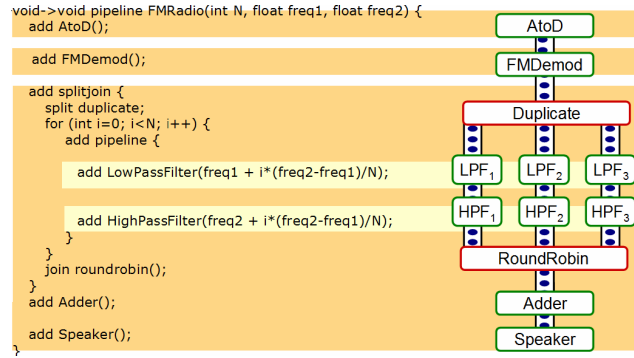 void->void pipeline FMRadio(int N, float freq1, float freq2) {
add AtoD();
add FMDemod();
add splitjoin {
split duplicate;
for (int i=0; i<N; i++) {
add pipeline {
add LowPassFilter(freq1 + i*(freq2-freq1)/N);
add HighPassFilter(freq2 + i*(freq2-freq1)/N);
}
}
join roundrobin();
}
add Adder();
add Speaker();
}
AtoD
FMDemod
Duplicate
LPF1 LPF2 LPF3
HPF1 HPF2 HPF3
RoundRobin
Adder
Speaker